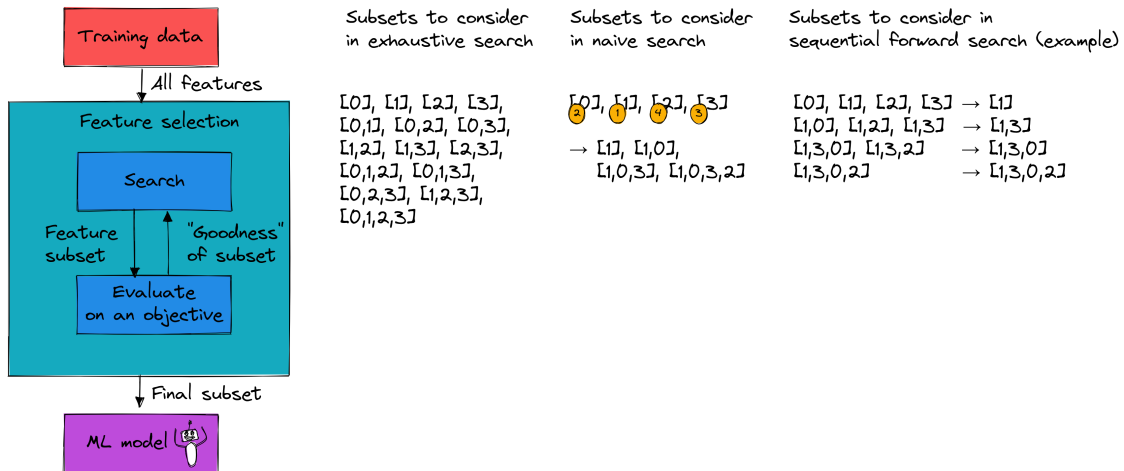 Training data
All features
Feature selection
Search
Feature
subset
"Goodness"
of subset
Evaluate
on an objective
Final subset
ML model
Subsets to consider
in exhaustive search
[0], [1], [2], [3],
[0,1], [0,2], [0,3],
[1,2], [1,3], [2,3],
[0,1,2], [0,1,3],
[0,2,3], [1,2,3],
[0,1,2,3]
Subsets to consider
in naive search
[0], [1], [2], [3]
2 1 4 3
→ [1], [1,0],
[1,0,3], [1,0,3,2]
Subsets to consider in
sequential forward search (example)
[0], [1], [2], [3] → [1]
[1,0], [1,2], [1,3] → [1,3]
[1,3,0], [1,3,2] → [1,3,0]
[1,3,0,2] → [1,3,0,2]